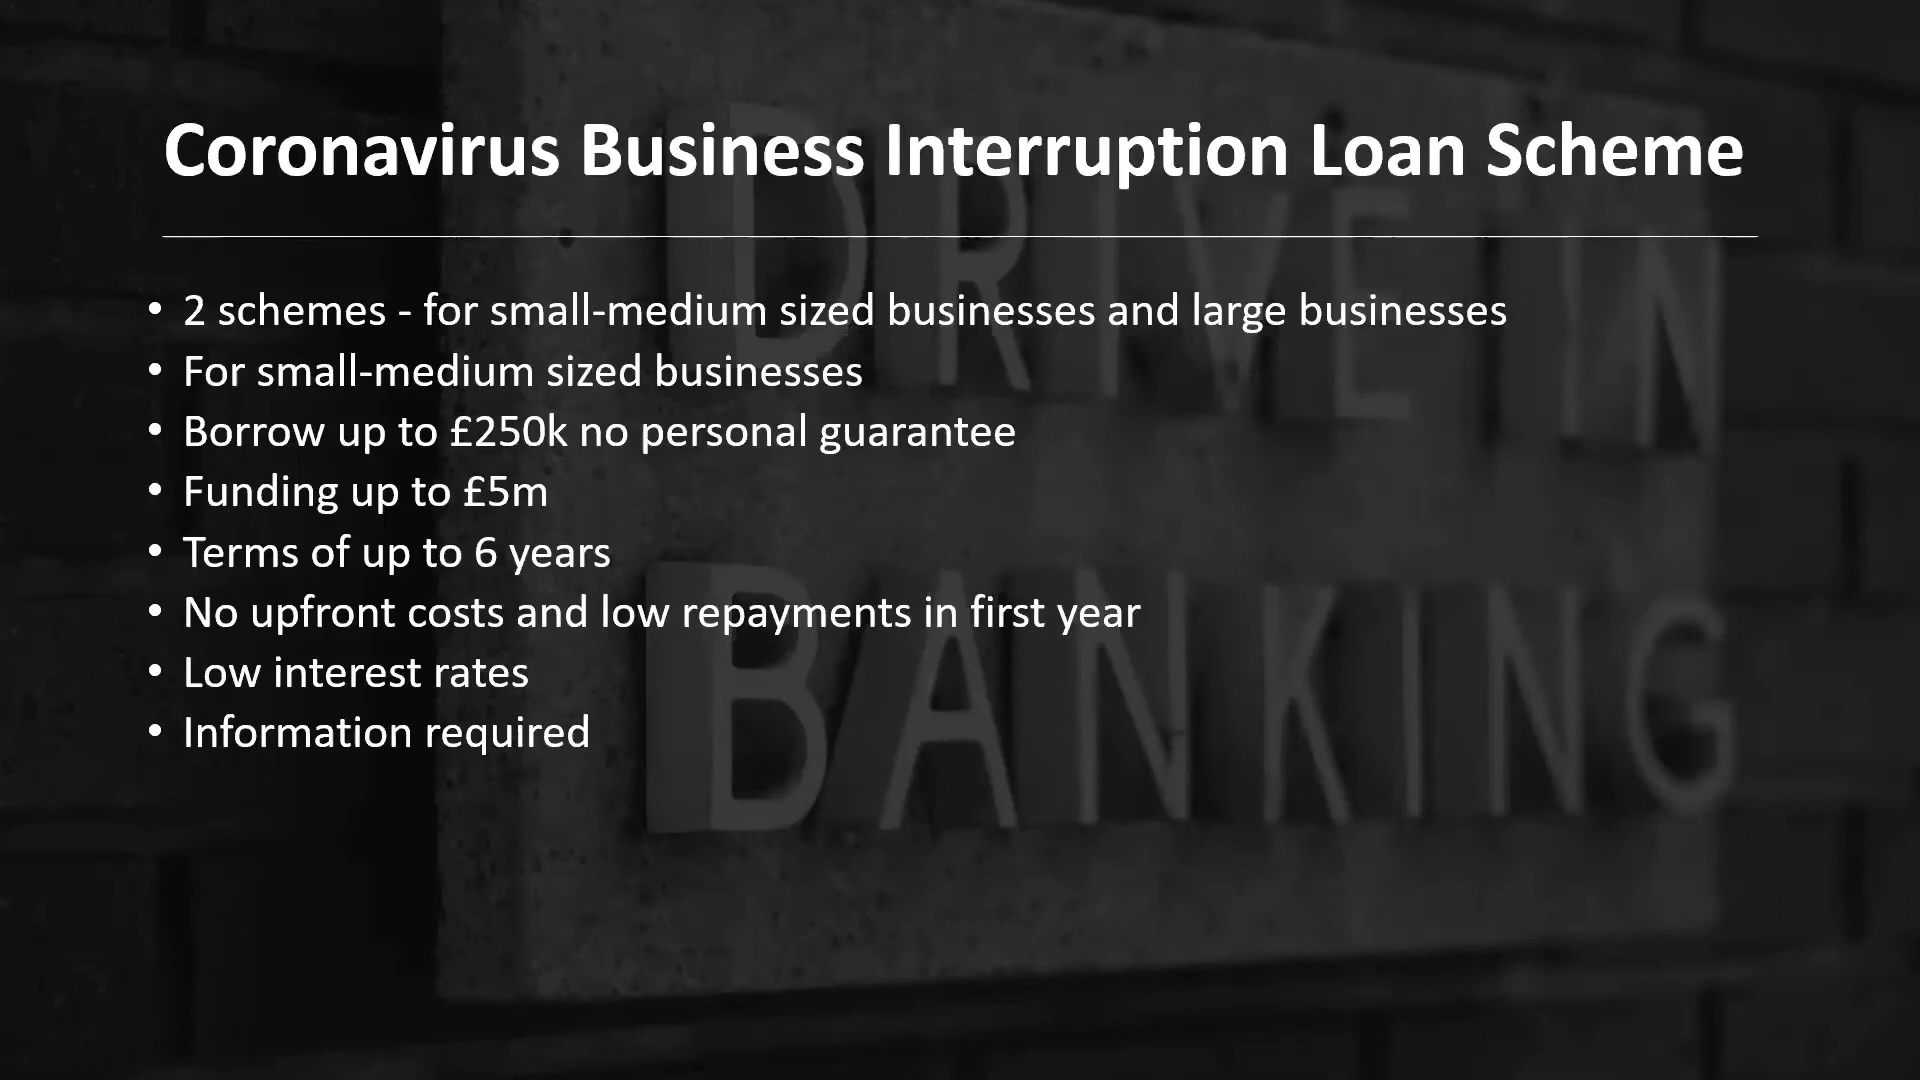 Coronavirus Business Interruption Loan Scheme
• 2 schemes - for small-medium sized businesses and large businesses
• For small-medium sized businesses
• Borrow up to £250k no personal guarantee
• Funding up to £5m
• Terms of up to 6 years
• No upfront costs and low repayments in first year
• Low interest rates
• Information required
DRIVE IN
BANKING